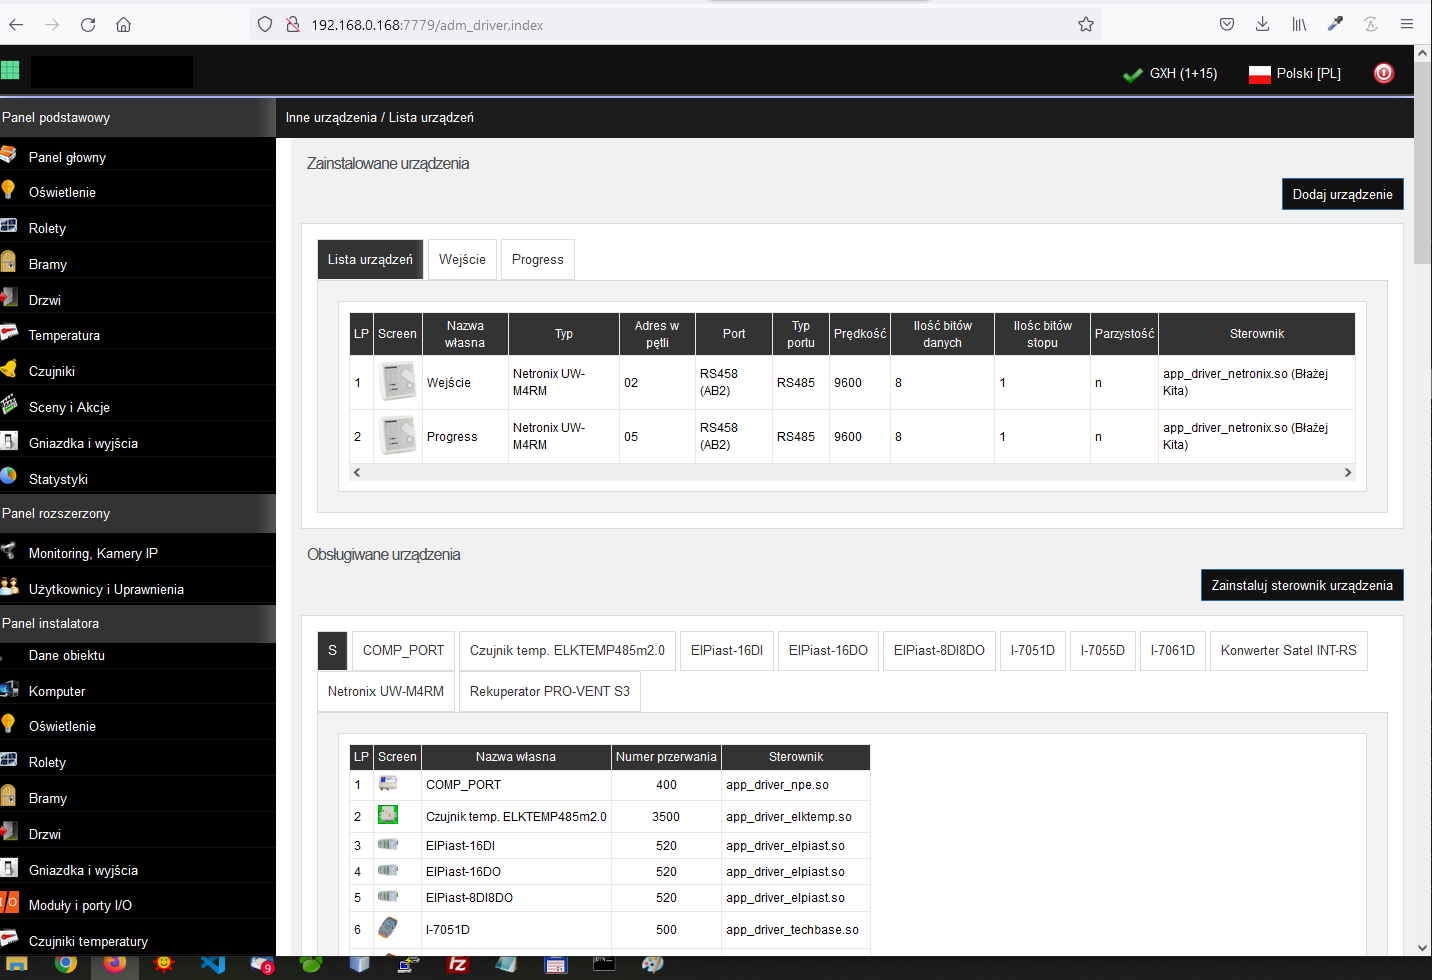 192.168.0.168:7779/adm_driver,index
GXH (1+15)
Polski [PL]
Panel podstawowy
Inne urządzenia / Lista urządzeń
Panel głowny
Oświetlenie
Rolety
Bramy
Drzwi
Temperatura
Czujniki
Sceny i Akcje
Gniazdka i wyjścia
Statystyki
Panel rozszerzony
Monitoring, Kamery IP
Użytkownicy i Uprawnienia
Panel instalatora
Dane obiektu
Komputer
Oświetlenie
Rolety
Bramy
Drzwi
Gniazdka i wyjścia
I/O
Moduły i porty I/O
Czujniki temperatury
Zainstalowane urządzenia
Dodaj urządzenie
Lista urządzeń Wejście Progress
LP Screen Nazwa własna Typ Adres w pętli Port Typ portu Prędkość Ilość bitów danych Ilośc bitów stopu Parzystość Sterownik
1 Wejście Netronix UW-M4RM 02 RS458 (AB2) RS485 9600 8 1 n app_driver_netronix.so (Błażej Kita)
2 Progress Netronix UW-M4RM 05 RS458 (AB2) RS485 9600 8 1 n app_driver_netronix.so (Błażej Kita)
Obsługiwane urządzenia
Zainstaluj sterownik urządzenia
S COMP_PORT Czujnik temp. ELKTEMP485m2.0 ElPiast-16DI ElPiast-16DO ElPiast-8DI8DO I-7051D I-7055D I-7061D Konwerter Satel INT-RS
Netronix UW-M4RM Rekuperator PRO-VENT S3
LP Screen Nazwa własna Numer przerwania Sterownik
1 COMP_PORT 400 app_driver_npe.so
2 Czujnik temp. ELKTEMP485m2.0 3500 app_driver_elktemp.so
3 ElPiast-16DI 520 app_driver_elpiast.so
4 ElPiast-16DO 520 app_driver_elpiast.so
5 ElPiast-8DI8DO 520 app_driver_elpiast.so
6 I-7051D 500 app_driver_techbase.so
9